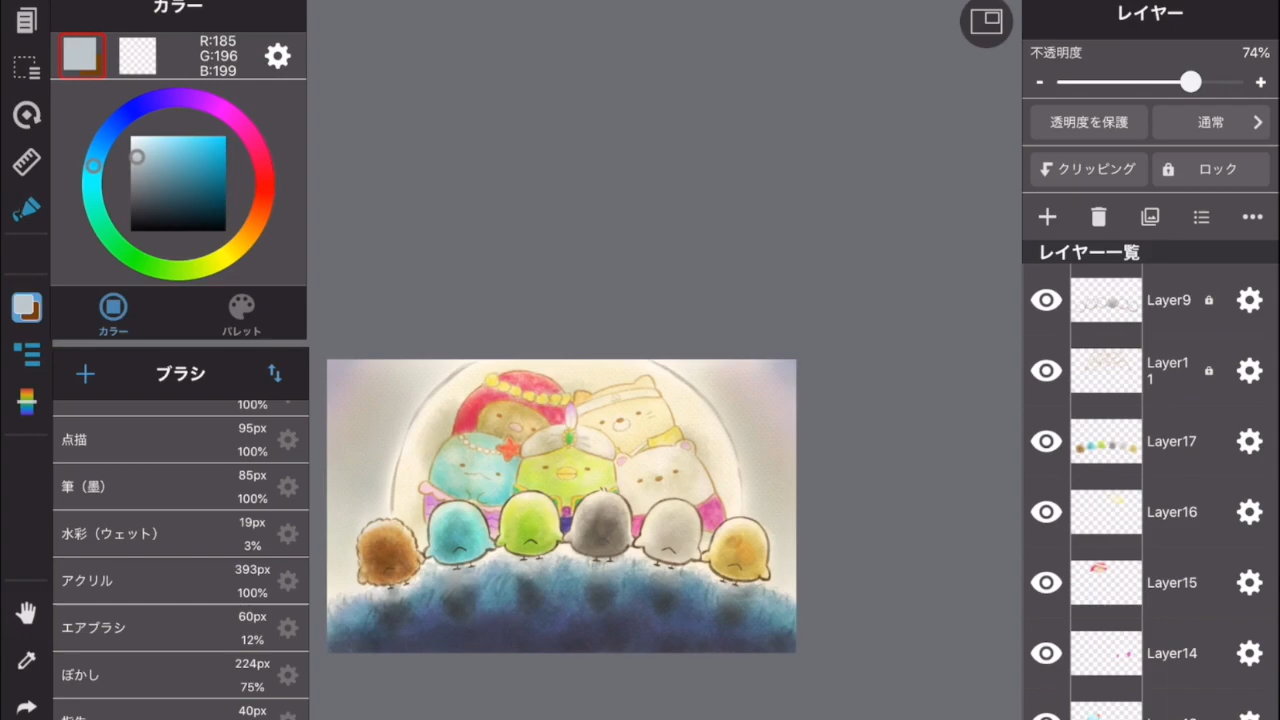 カラー
R:185
G:196
B:199
カラー
パレット
ブラシ
100%
点描
95px
100%
筆（墨）
85px
100%
水彩（ウェット）
19px
3%
アクリル
393px
100%
エアブラシ
60px
12%
ぼかし
224px
75%
40px
レイヤー
不透明度
74%
- +
透明度を保護
通常
クリッピング
ロック
レイヤー一覧
Layer9
Layer1
1
Layer17
Layer16
Layer15
Layer14